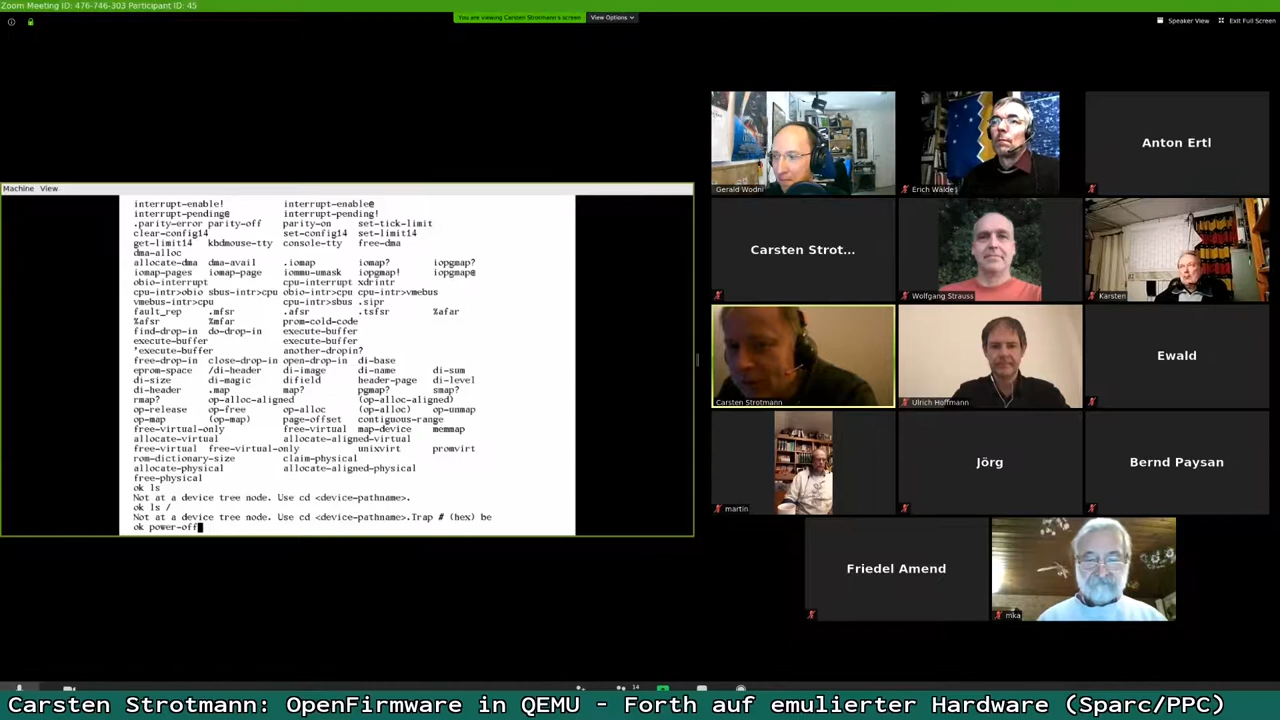 Zoom Meeting ID: 476-746-303 Participant ID: 45
You are viewing Carsten Strotmann's screen
View Options
Speaker View
Exit Full Screen
Machine View
interrupt-enable! interrupt-enable@
interrupt-pending@ interrupt-pending!
.parity-error parity-off parity-on set-tick-limit
clear-config14 set-config14 set-limit14
get-limit14 kbdmouse-tty console-tty free-dma
dma-alloc
allocate-dma dma-avail .iomap iomap? iopgmap?
iomap-pages iomap-page iommu-umask iopgmap! iopgmap@
obio-interrupt cpu-interrupt xdrintr
cpu-intr>obio sbus-intr>cpu obio-intr>cpu cpu-intr>vmebus
vmebus-intr>cpu cpu-intr>sbus .sipr
fault_rep .mfsr .afsr .tsfsr %afar
%afsr %mfar prom-cold-code
find-drop-in do-drop-in execute-buffer
execute-buffer execute-buffer
'execute-buffer another-dropin?
free-drop-in close-drop-in open-drop-in di-base
eprom-space /di-header di-image di-name di-sum
di-size di-magic difield header-page di-level
di-header .map map? pgmap? smap?
rmap? op-alloc-aligned (op-alloc-aligned)
op-release op-free op-alloc (op-alloc) op-unmap
op-map (op-map) page-offset contiguous-range
free-virtual-only free-virtual map-device memmap
allocate-virtual allocate-aligned-virtual
free-virtual free-virtual-only unixvirt promvirt
rom-dictionary-size claim-physical
allocate-physical allocate-aligned-physical
free-physical
ok ls
Not at a device tree node. Use cd <device-pathname>.
ok ls /
Not at a device tree node. Use cd <device-pathname>.Trap # (hex) be
ok power-off
Gerald Wodni
Erich Wälde
Anton Ertl
Carsten Strot...
Wolfgang Strauss
Karsten
Carsten Strotmann
Ulrich Hoffmann
Ewald
martin
Jörg
Bernd Paysan
Friedel Amend
mka
14
Carsten Strotmann: OpenFirmware in QEMU - Forth auf emulierter Hardware (Sparc/PPC)